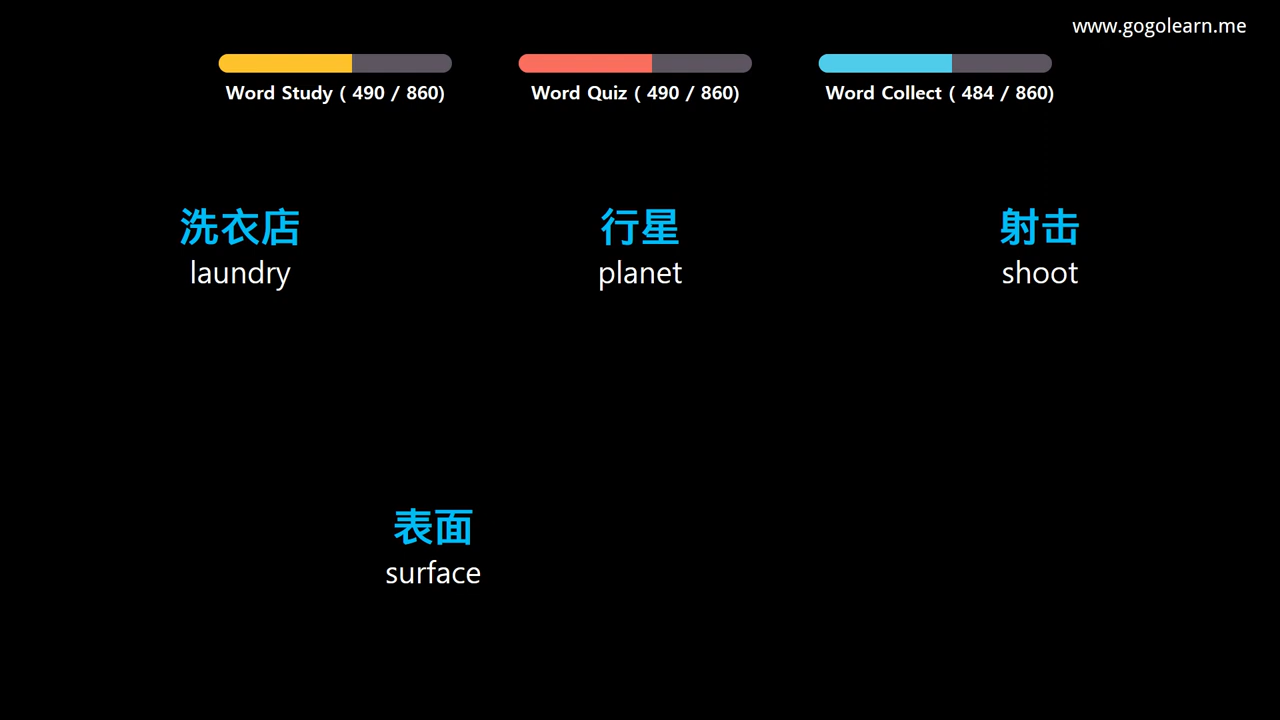 www.gogolearn.me
Word Study ( 490 / 860)
Word Quiz ( 490 / 860)
Word Collect ( 484 / 860)
洗衣店
laundry
行星
planet
射击
shoot
表面
surface